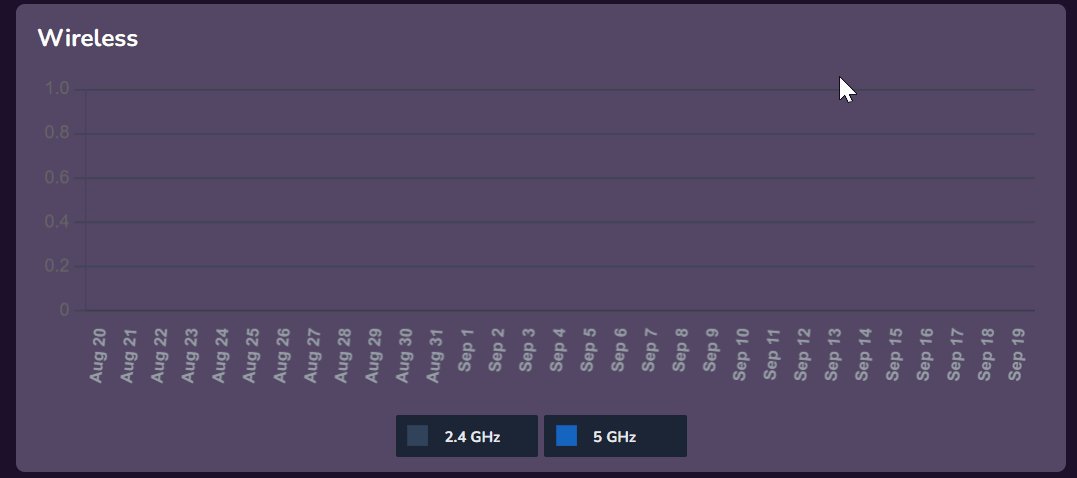 Wireless
1.0
0.8
0.6
0.4
0.2
0
Aug 20 Aug 21 Aug 22 Aug 23 Aug 24 Aug 25 Aug 26 Aug 27 Aug 28 Aug 29 Aug 30 Aug 31 Sep 1 Sep 2 Sep 3 Sep 4 Sep 5 Sep 6 Sep 7 Sep 8 Sep 9 Sep 10 Sep 11 Sep 12 Sep 13 Sep 14 Sep 15 Sep 16 Sep 17 Sep 18 Sep 19
2.4 GHz 5 GHz